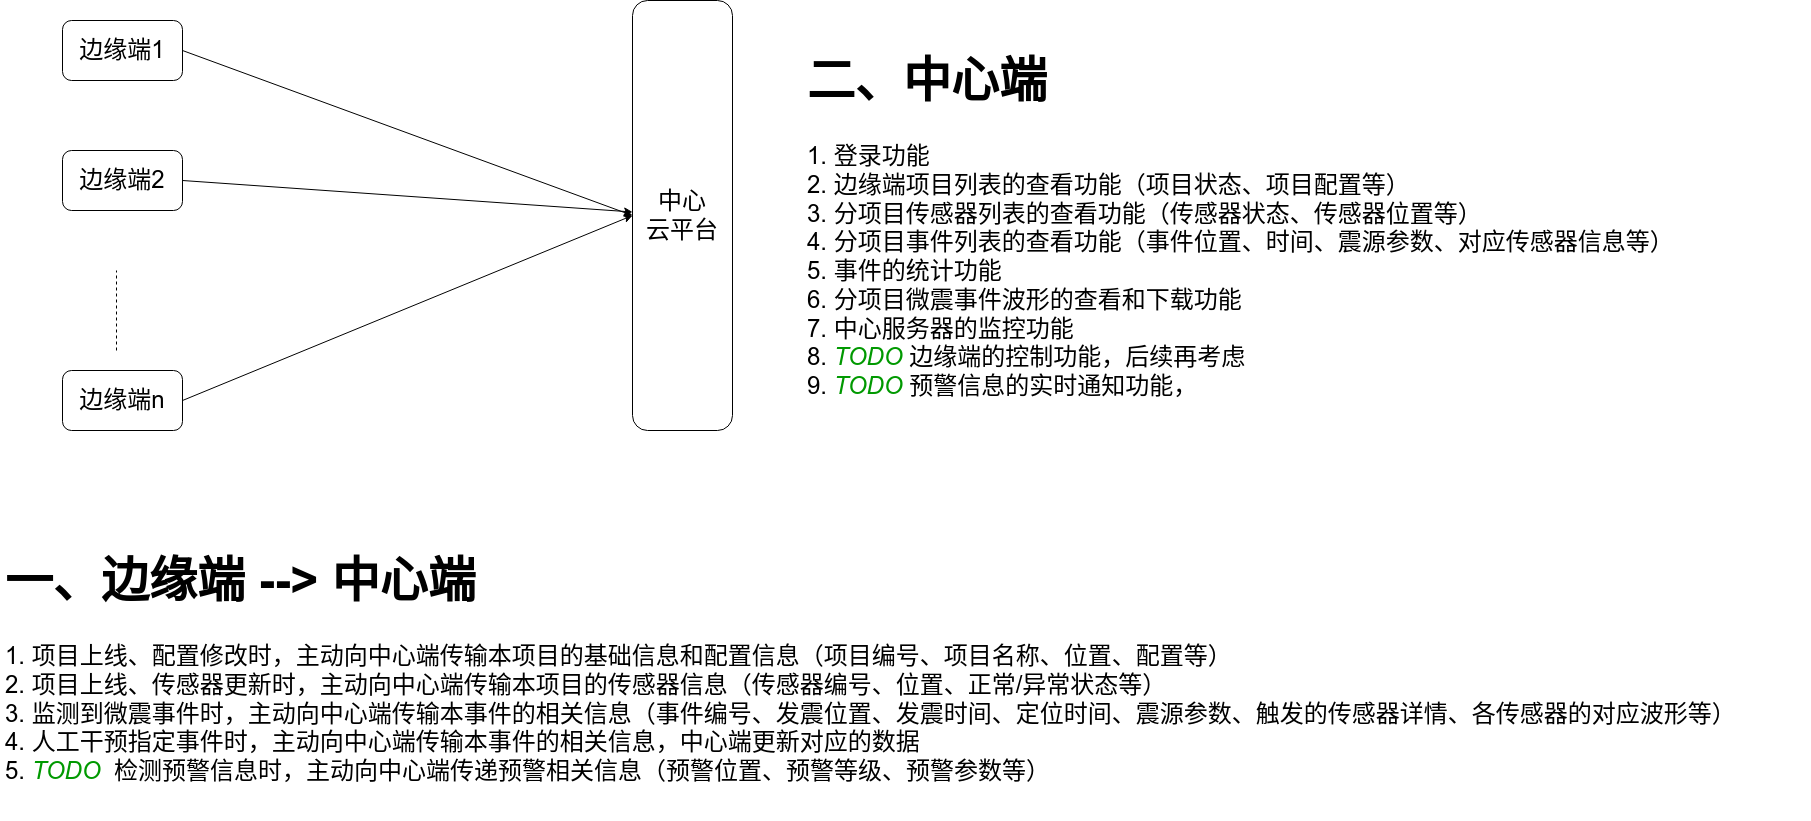 边缘端1
边缘端2
边缘端n
中心
云平台
二、中心端
1. 登录功能
2. 边缘端项目列表的查看功能（项目状态、项目配置等）
3. 分项目传感器列表的查看功能（传感器状态、传感器位置等）
4. 分项目事件列表的查看功能（事件位置、时间、震源参数、对应传感器信息等）
5. 事件的统计功能
6. 分项目微震事件波形的查看和下载功能
7. 中心服务器的监控功能
8. TODO 边缘端的控制功能，后续再考虑
9. TODO 预警信息的实时通知功能，
一、边缘端 --> 中心端
1. 项目上线、配置修改时，主动向中心端传输本项目的基础信息和配置信息（项目编号、项目名称、位置、配置等）
2. 项目上线、传感器更新时，主动向中心端传输本项目的传感器信息（传感器编号、位置、正常/异常状态等）
3. 监测到微震事件时，主动向中心端传输本事件的相关信息（事件编号、发震位置、发震时间、定位时间、震源参数、触发的传感器详情、各传感器的对应波形等）
4. 人工干预指定事件时，主动向中心端传输本事件的相关信息，中心端更新对应的数据
5. TODO 检测预警信息时，主动向中心端传递预警相关信息（预警位置、预警等级、预警参数等）